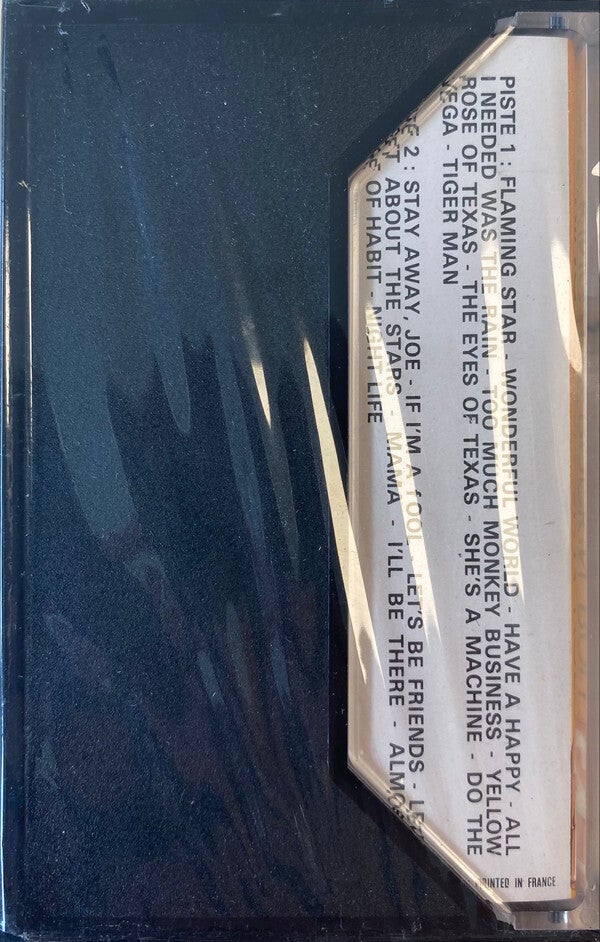 PISTE 1 : FLAMING STAR - WONDERFUL WORLD - HAVE A HAPPY - ALL
I NEEDED WAS THE RAIN - TOO MUCH MONKEY BUSINESS - YELLOW
ROSE OF TEXAS - THE EYES OF TEXAS - SHE'S A MACHINE - DO THE
VEGA - TIGER MAN
2 : STAY AWAY, JOE - IF I'M A FOOL - LET'S BE FRIENDS -
ABOUT THE STARS - MAMA - I'LL BE THERE - ALMO
OF HABIT - NIGHT LIFE
PRINTED IN FRANCE